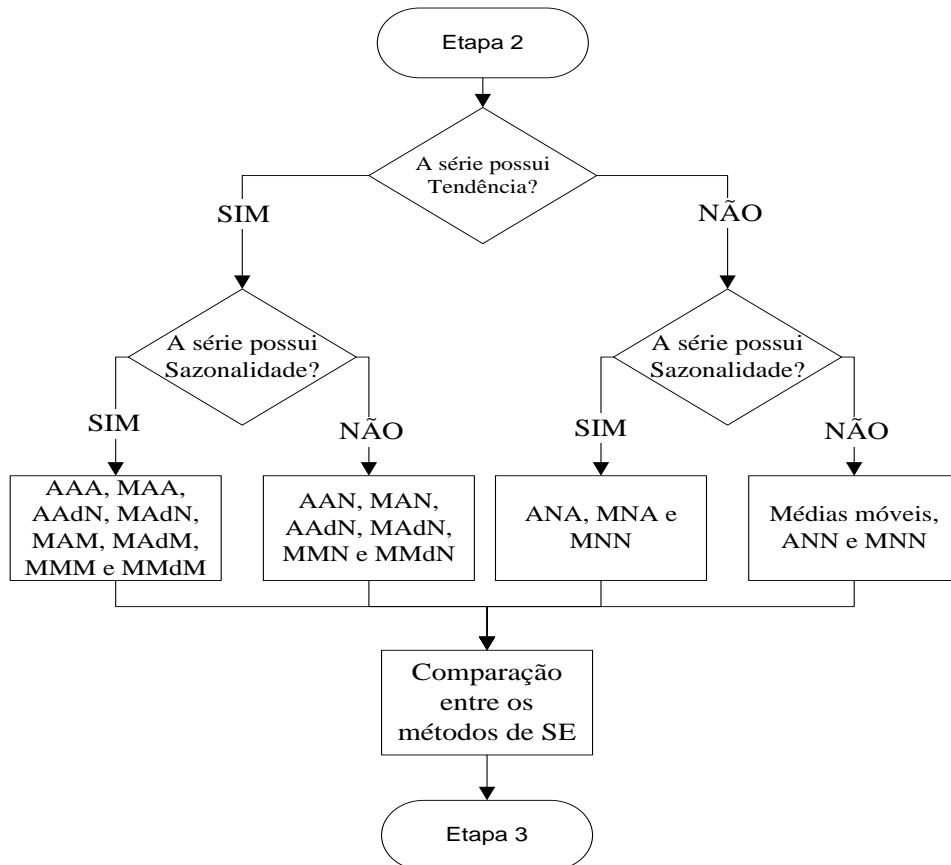 Etapa 2
A série possui
Tendência?
SIM
NÃO
A série possui
Sazonalidade?
A série possui
Sazonalidade?
SIM
NÃO
SIM
NÃO
AAA, MAA,
AAdN, MAdN,
MAM, MAdM,
MMM e MMdM
AAN, MAN,
AAdN, MAdN,
MMN e MMdN
ANA, MNA e
MNN
Médias móveis,
ANN e MNN
Comparação
entre os
métodos de SE
Etapa 3